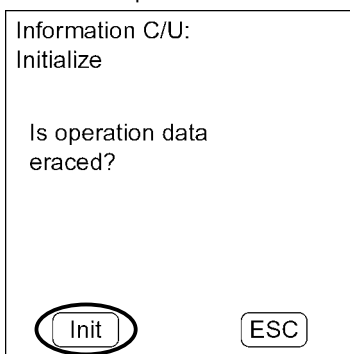 Information C/U:
Initialize
Is operation data
eraced?
Init ESC